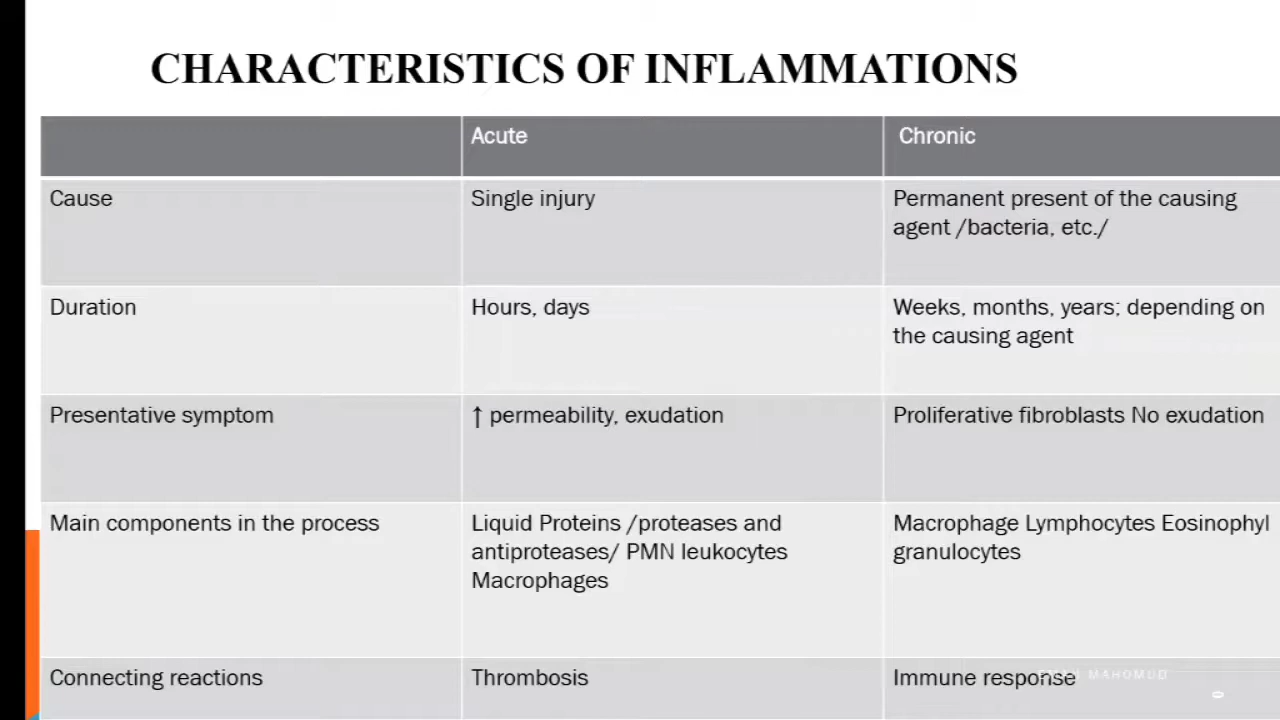 CHARACTERISTICS OF INFLAMMATIONS
Acute
Chronic
Cause
Single injury
Permanent present of the causing
agent /bacteria, etc./
Duration
Hours, days
Weeks, months, years; depending on
the causing agent
Presentative symptom
↑ permeability, exudation
Proliferative fibroblasts No exudation
Main components in the process
Liquid Proteins /proteases and
antiproteases/ PMN leukocytes
Macrophages
Macrophage Lymphocytes Eosinophyl
granulocytes
Connecting reactions
Thrombosis
Immune response
MAHOMUD